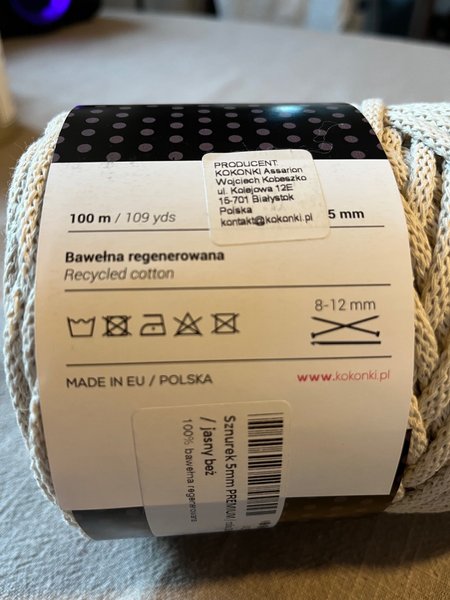 PRODUCENT:
KOKONKI Assarion
Wojciech Kobeszko
ul. Kolejowa 12E
15-701 Białystok
Polska
kontakt@kokonki.pl
100 m / 109 yds
5 mm
Bawełna regenerowana
Recycled cotton
8-12 mm
MADE IN EU / POLSKA
www.kokonki.pl
Sznurek 5mm PREMIUM
/ jasny beż
100% bawełna